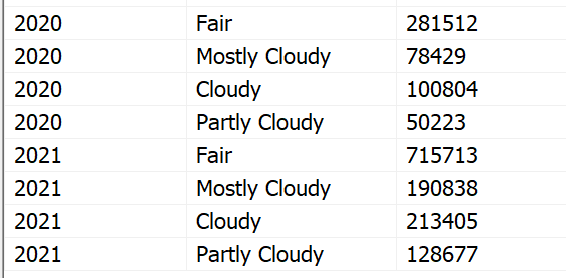 2020 Fair 281512
2020 Mostly Cloudy 78429
2020 Cloudy 100804
2020 Partly Cloudy 50223
2021 Fair 715713
2021 Mostly Cloudy 190838
2021 Cloudy 213405
2021 Partly Cloudy 128677